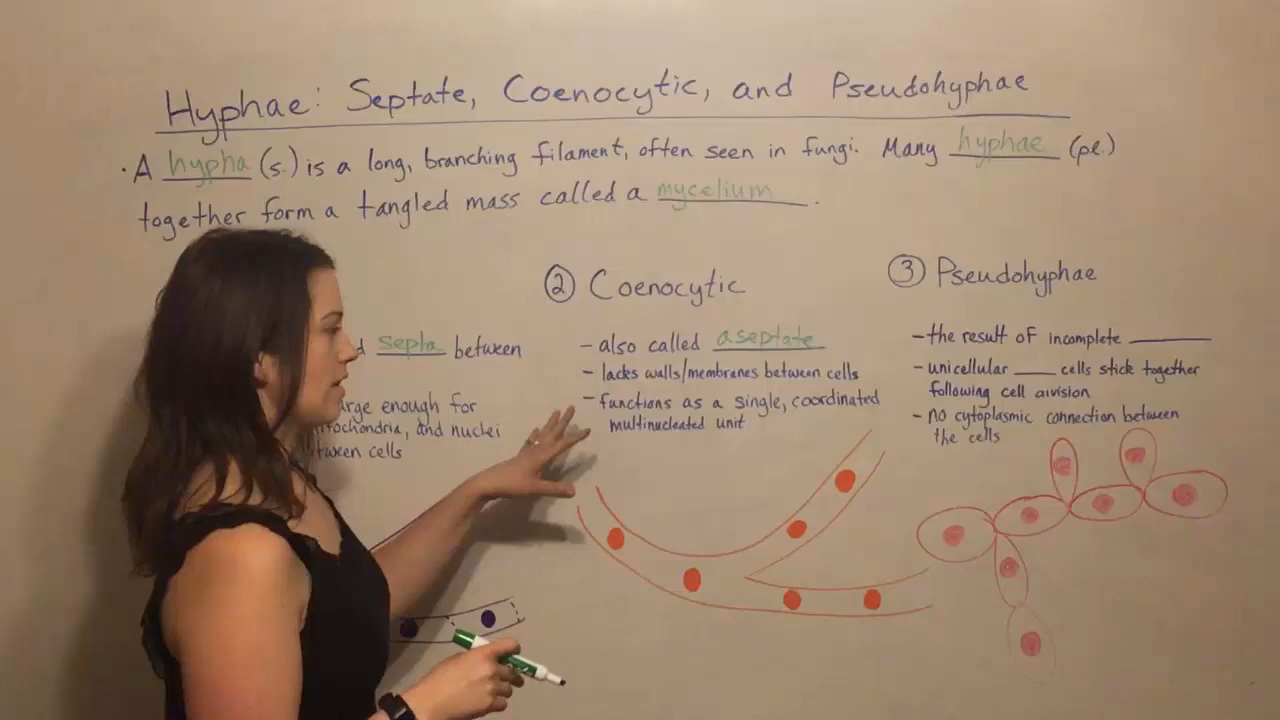 Hyphae: Septate, Coenocytic, and Pseudohyphae
· A hypha (s.) is a long, branching filament, often seen in fungi. Many hyphae (pl.)
together form a tangled mass called a mycelium.
② Coenocytic
③ Pseudohyphae
septa between
large enough for
mitochondria, and nuclei
between cells
- also called aseptate
- lacks walls/membranes between cells
- functions as a single, coordinated
multinucleated unit
- the result of incomplete ________
- unicellular ____ cells stick together
following cell division
- no cytoplasmic connection between
the cells